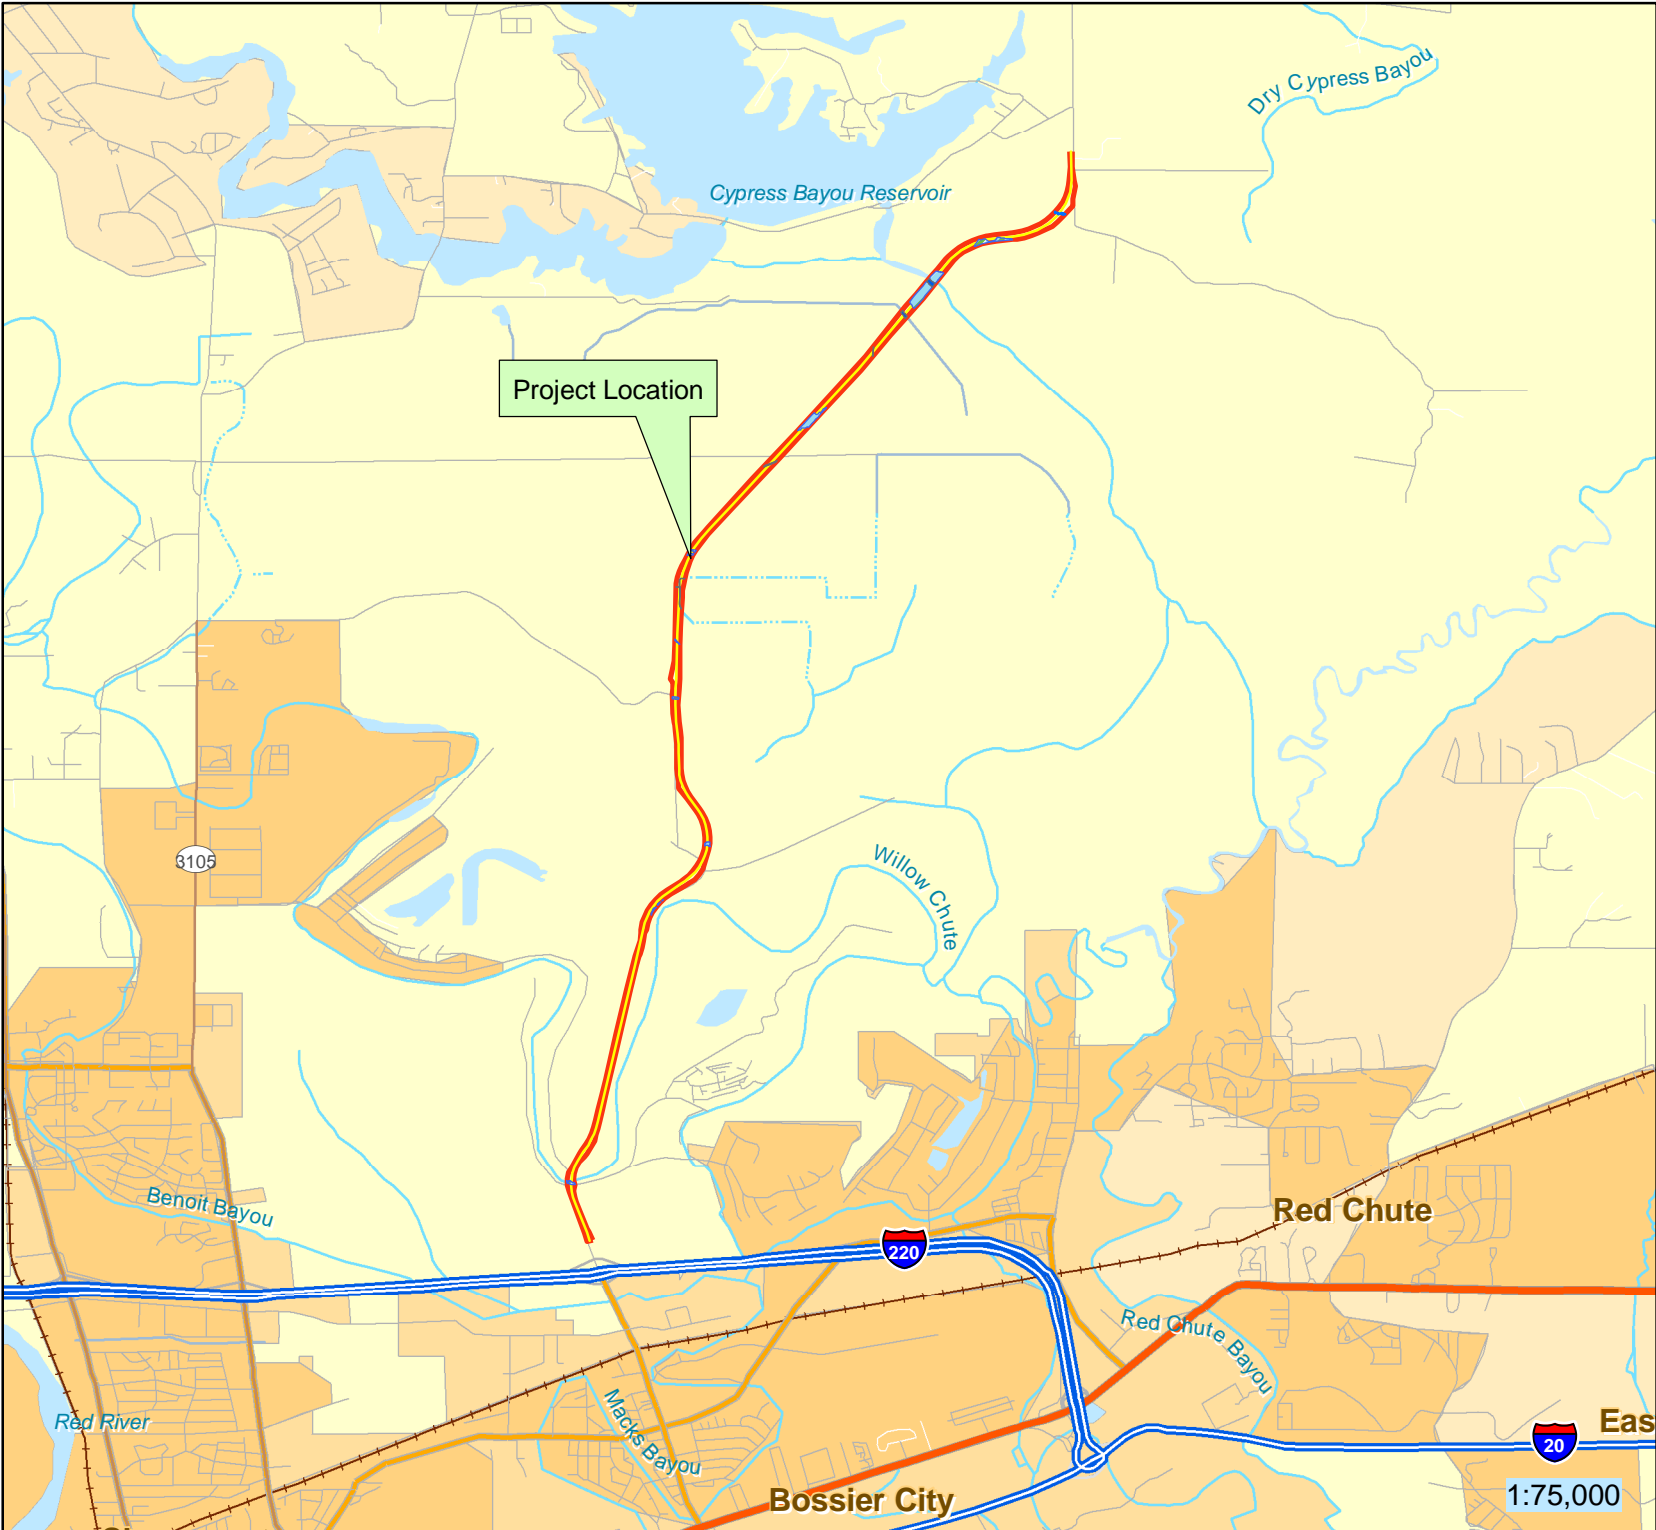 Dry Cypress Bayou
Cypress Bayou Reservoir
Project Location
3105
Willow Chute
Benoit Bayou
Red Chute
220
Red Chute Bayou
Red River
Macks Bayou
Eas
20
1:75,000
Bossier City